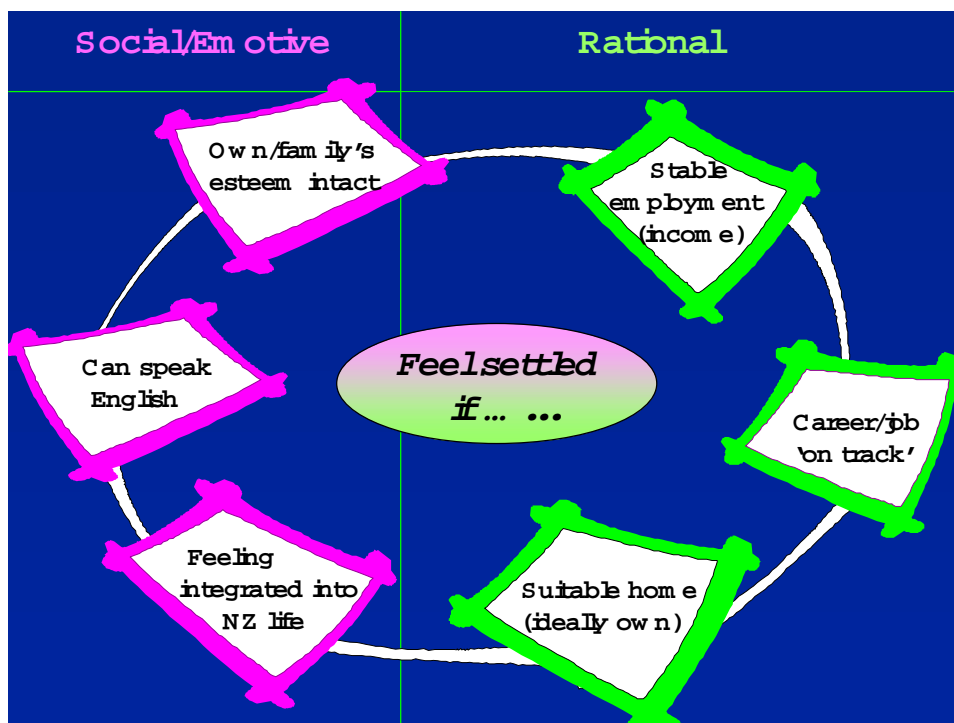 Social/Emotive
Rational
Own/family's
esteem intact
Stable
employment
(income)
Can speak
English
Feel settled
if … …
Career/job
‘on track’
Feeling
integrated into
NZ life
Suitable home
(ideally own)